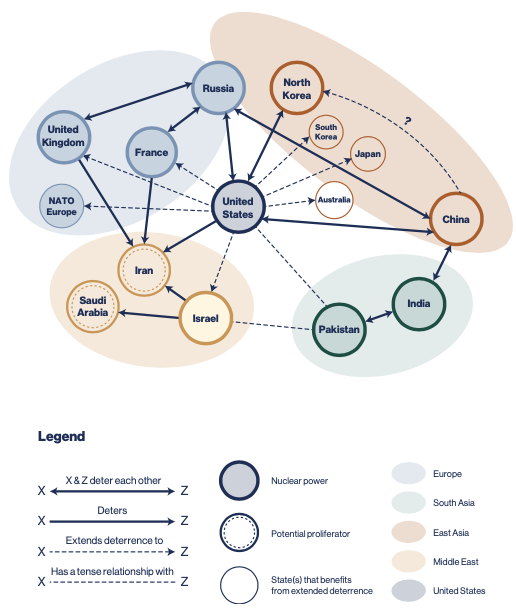 Russia
North
Korea
United
Kingdom
France
South
Korea
Japan
?
NATO
Europe
United
States
Australia
China
Iran
Saudi
Arabia
Israel
India
Pakistan
Legend
X & Z deter each other
X Z
Deters
X Z
Extends deterrence to
X Z
Has a tense relationship with
X Z
Nuclear power
Potential proliferator
State(s) that benefits
from extended deterrence
Europe
South Asia
East Asia
Middle East
United States